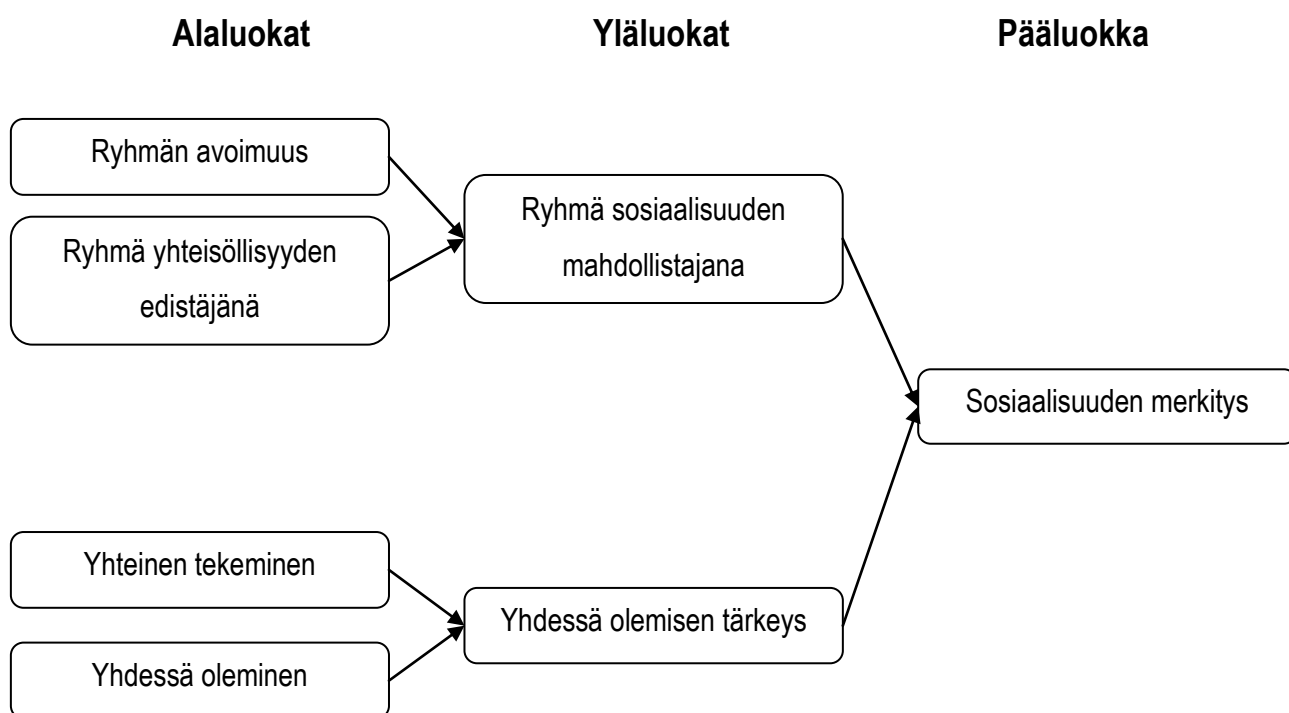 Alaluokat
Yläluokat
Pääluokka
Ryhmän avoimuus
Ryhmä yhteisöllisyyden
edistäjänä
Ryhmä sosiaalisuuden
mahdollistajana
Sosiaalisuuden merkitys
Yhteinen tekeminen
Yhdessä oleminen
Yhdessä olemisen tärkeys